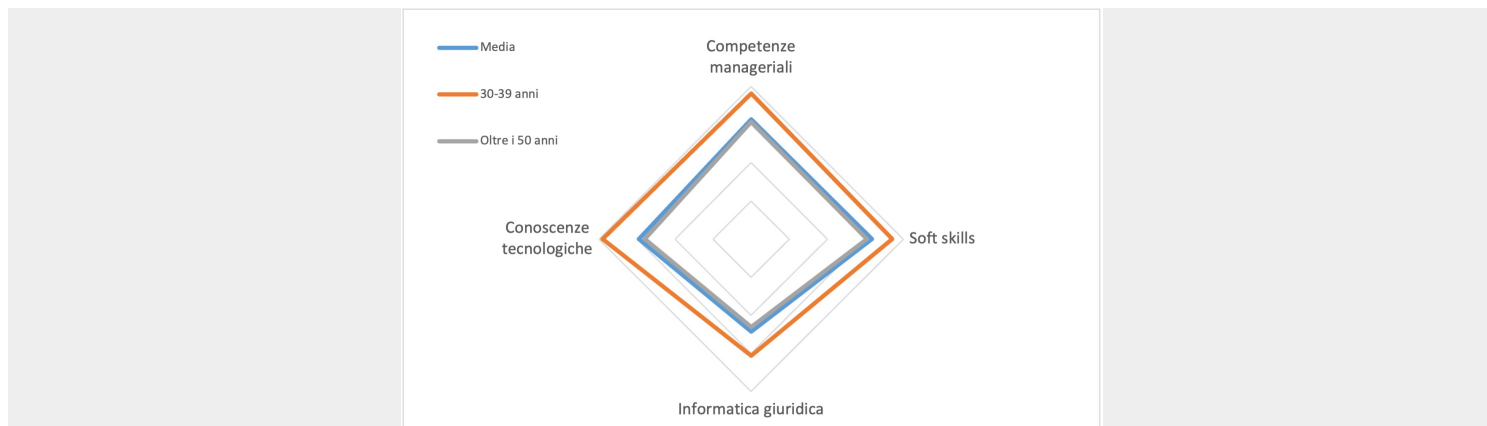 Media
30-39 anni
Oltre i 50 anni
Competenze
manageriali
Conoscenze
tecnologiche
Soft skills
Informatica giuridica